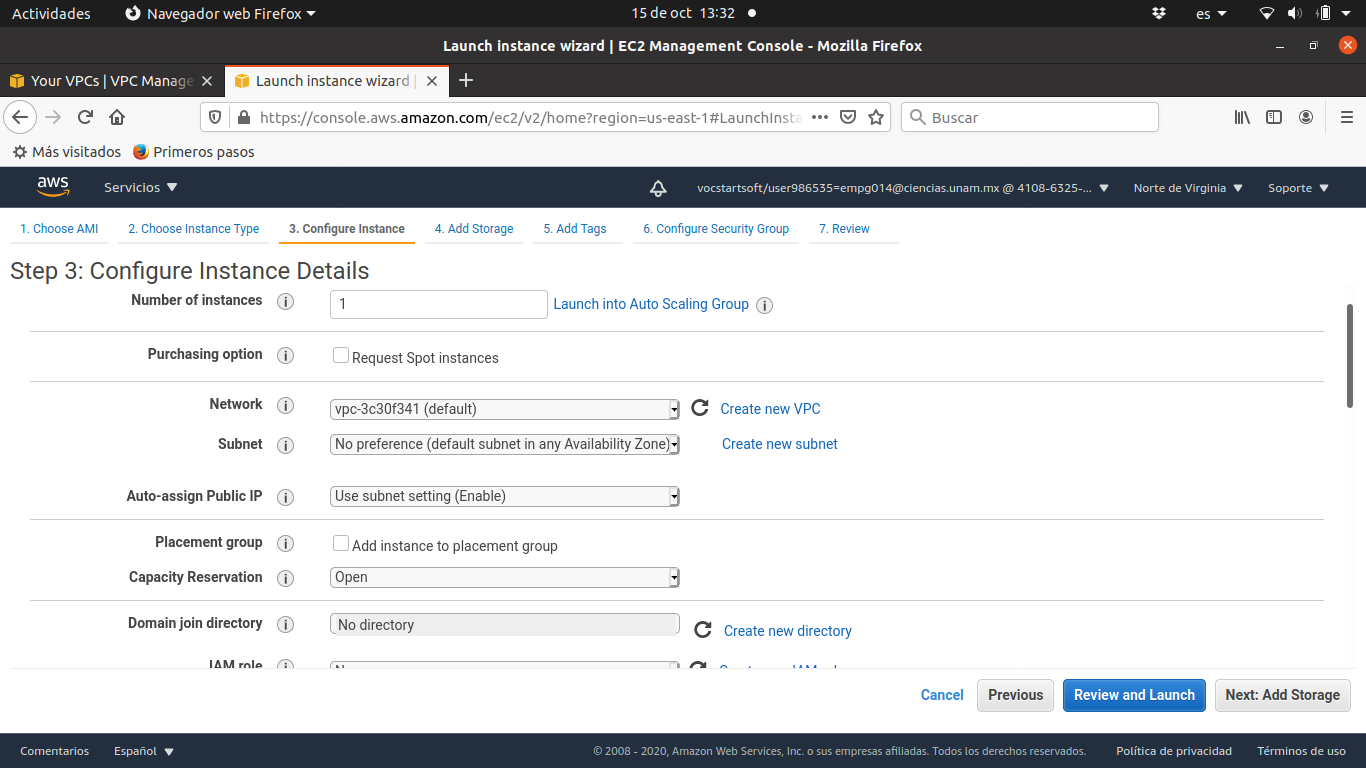 Actividades Navegador web Firefox 15 de oct 13:32 es
Launch instance wizard | EC2 Management Console - Mozilla Firefox
Your VPCs | VPC Manage Launch instance wizard |
https://console.aws.amazon.com/ec2/v2/home?region=us-east-1#LaunchInsta Buscar
Más visitados Primeros pasos
aws Servicios vocstartsoft/user986535=empg014@ciencias.unam.mx @ 4108-6325-... Norte de Virginia Soporte
1. Choose AMI 2. Choose Instance Type 3. Configure Instance 4. Add Storage 5. Add Tags 6. Configure Security Group 7. Review
Step 3: Configure Instance Details
Number of instances 1 Launch into Auto Scaling Group
Purchasing option Request Spot instances
Network vpc-3c30f341 (default) Create new VPC
Subnet No preference (default subnet in any Availability Zone) Create new subnet
Auto-assign Public IP Use subnet setting (Enable)
Placement group Add instance to placement group
Capacity Reservation Open
Domain join directory No directory Create new directory
IAM role
Cancel Previous Review and Launch Next: Add Storage
Comentarios Español © 2008 - 2020, Amazon Web Services, Inc. o sus empresas afiliadas. Todos los derechos reservados. Política de privacidad Términos de uso